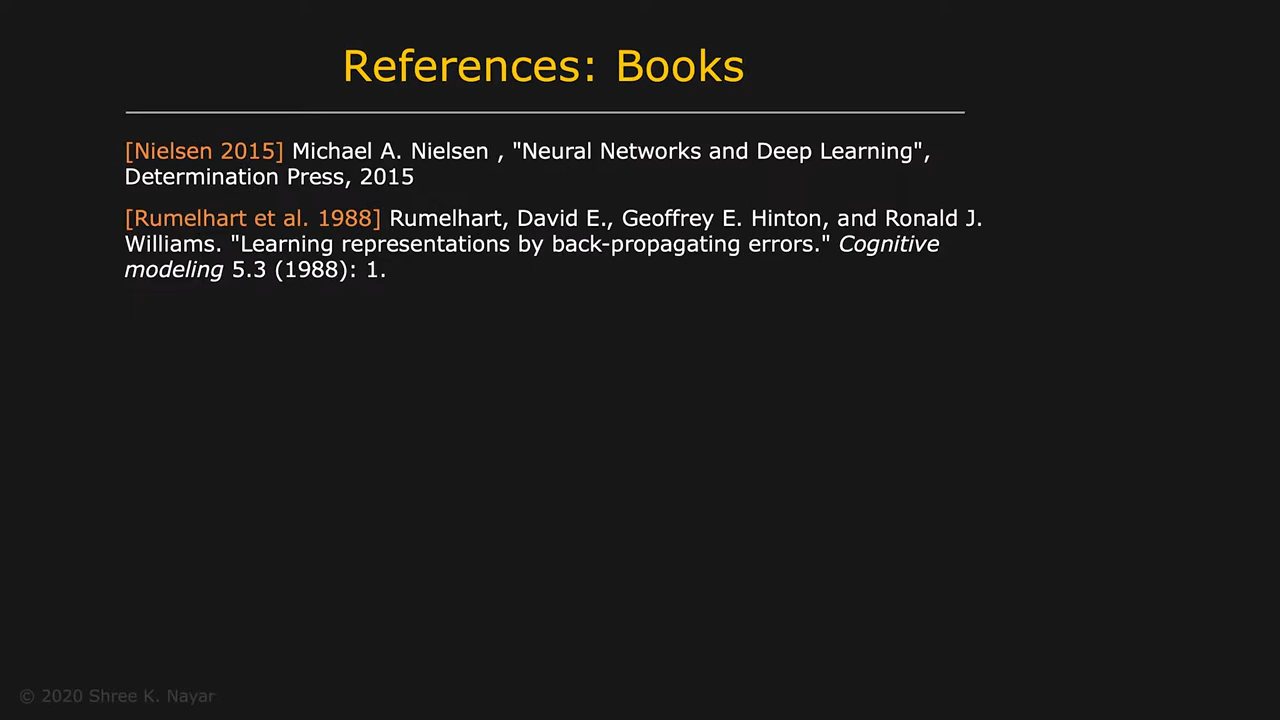 References: Books
[Nielsen 2015] Michael A. Nielsen , "Neural Networks and Deep Learning",
Determination Press, 2015
[Rumelhart et al. 1988] Rumelhart, David E., Geoffrey E. Hinton, and Ronald J.
Williams. "Learning representations by back-propagating errors." Cognitive
modeling 5.3 (1988): 1.
© 2020 Shree K. Nayar